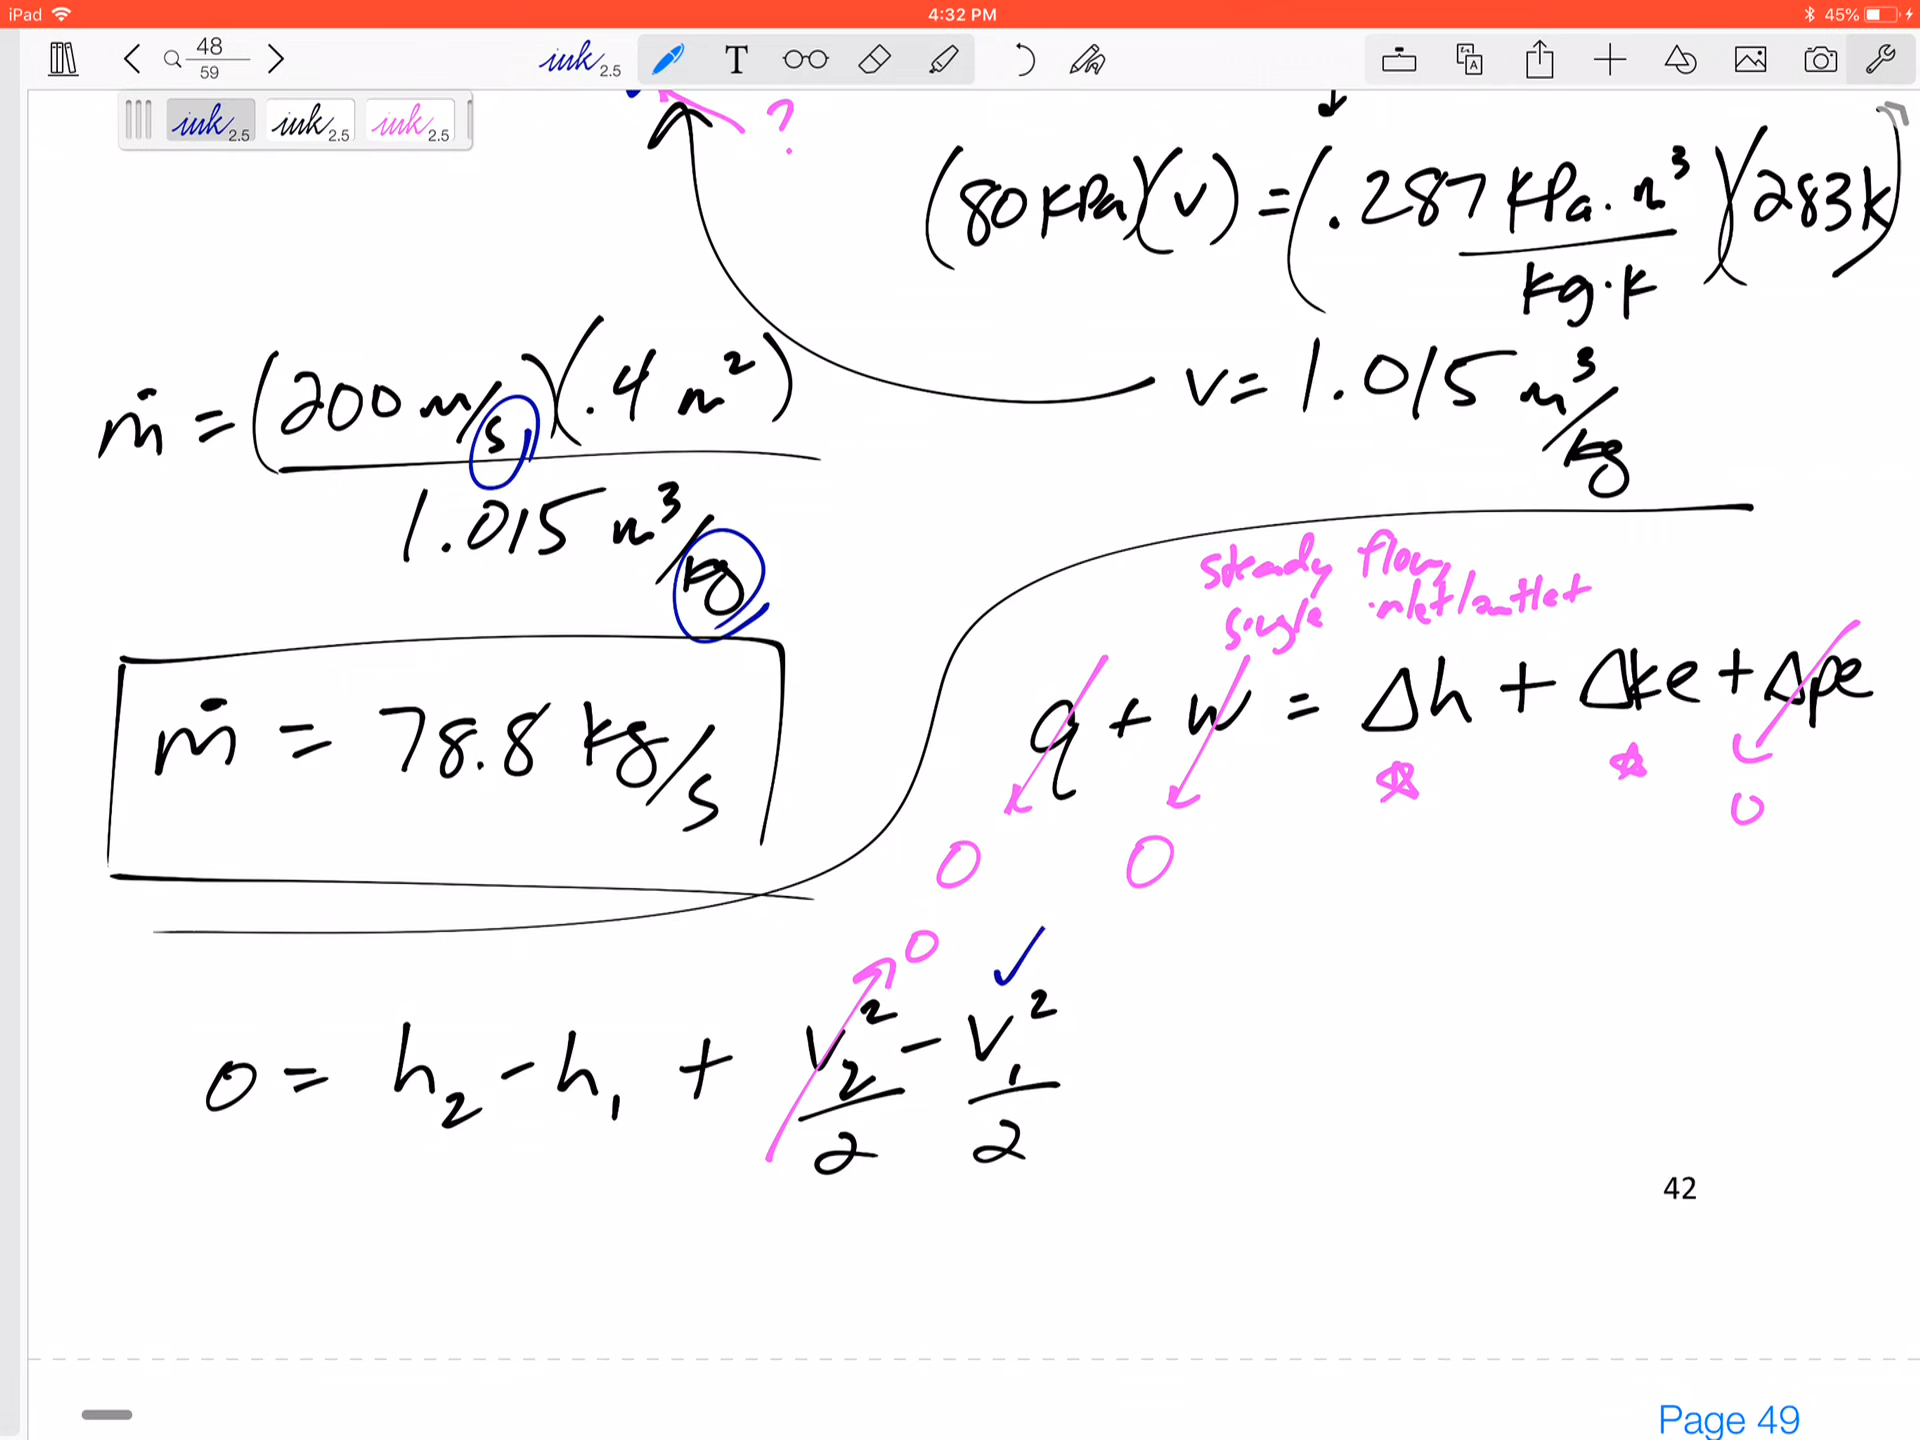 iPad 4:32 PM 45%
48
59
ink 2.5 T
ink 2.5 ink 2.5 ink 2.5
?
(80 kPa)(v) = (.287 kPa·m³/kg·k)(283k)
ṁ = (200 m/s)(.4 m²) / 1.015 m³/kg
v = 1.015 m³/kg
steady flow,
single inlet/outlet
q + w = Δh + Δke + Δpe
0 0 0
ṁ = 78.8 kg/s
0
0 = h₂ - h₁ + v₂²/2 - v₁²/2
42
Page 49